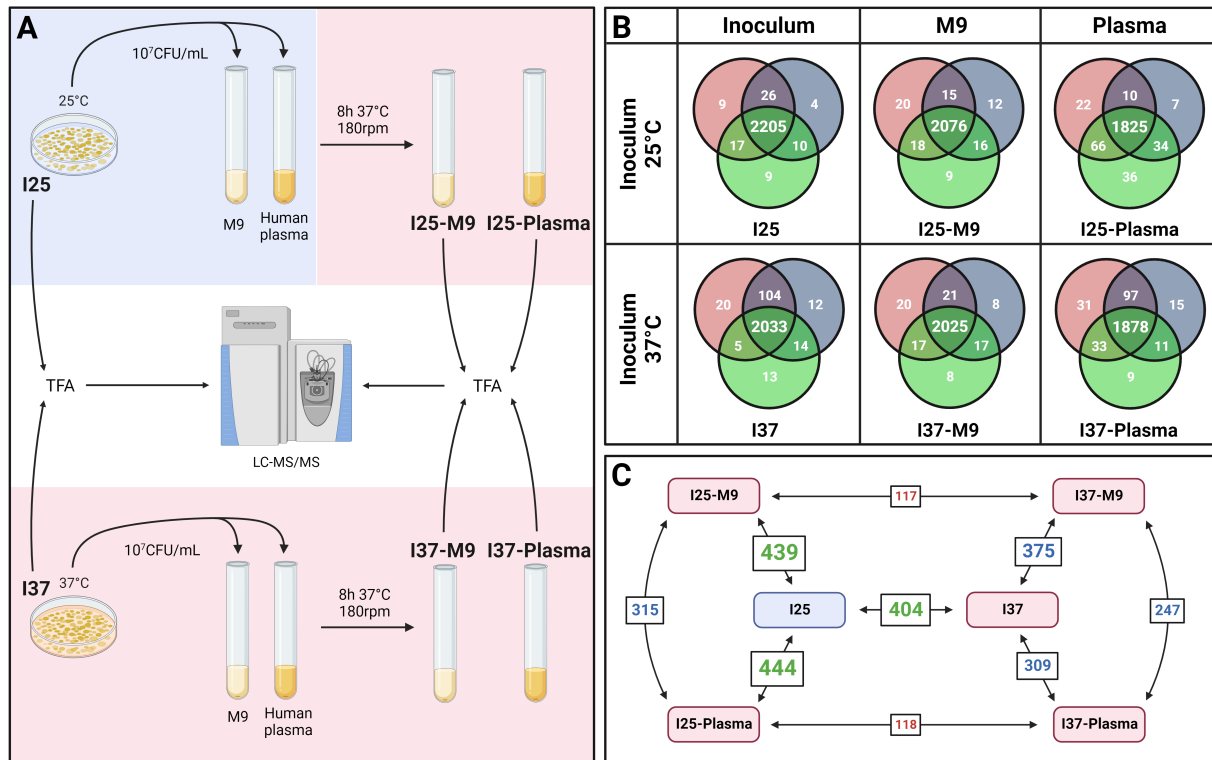 A
10⁷CFU/mL
25°C
I25
M9
Human
plasma
8h 37°C
180rpm
I25-M9
I25-Plasma
TFA
LC-MS/MS
TFA
10⁷CFU/mL
I37
37°C
M9
Human
plasma
8h 37°C
180rpm
I37-M9
I37-Plasma
B
Inoculum
M9
Plasma
Inoculum
25°C
9
26
4
2205
17
10
9
I25
20
15
12
2076
18
16
9
I25-M9
22
10
7
1825
66
34
36
I25-Plasma
Inoculum
37°C
20
104
12
2033
5
14
13
I37
20
21
8
2025
17
17
8
I37-M9
31
97
15
1878
33
11
9
I37-Plasma
C
I25-M9
117
I37-M9
439
375
315
I25
404
I37
247
444
309
I25-Plasma
118
I37-Plasma